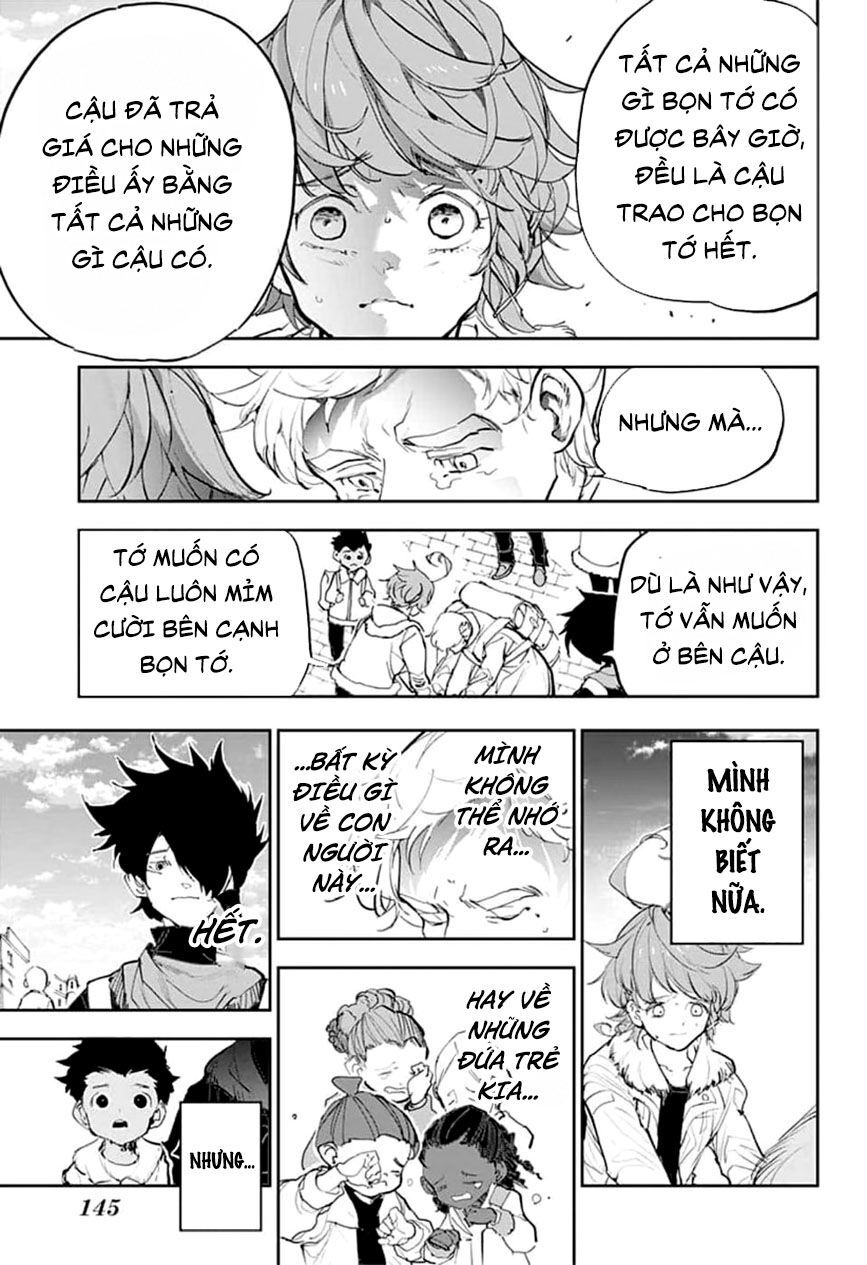 TẤT CẢ NHỮNG
GÌ BỌN TỚ CÓ
ĐƯỢC BÂY GIỜ,
ĐỀU LÀ CẬU
TRAO CHO BỌN
TỚ HẾT.
CẬU ĐÃ TRẢ
GIÁ CHO NHỮNG
ĐIỀU ẤY BẰNG
TẤT CẢ NHỮNG
GÌ CẬU CÓ.
NHƯNG MÀ...
DÙ LÀ NHƯ VẬY,
TỚ VẪN MUỐN
Ở BÊN CẬU.
TỚ MUỐN CÓ
CẬU LUÔN MỈM
CƯỜI BÊN CẠNH
BỌN TỚ.
MÌNH
KHÔNG
BIẾT
NỮA.
MÌNH
KHÔNG
THỂ NHỚ
RA...
...BẤT KỲ
ĐIỀU GÌ
VỀ CON
NGƯỜI
NÀY...
HAY VỀ
NHỮNG
ĐỨA TRẺ
KIA...
HẾT.
NHƯNG...
145